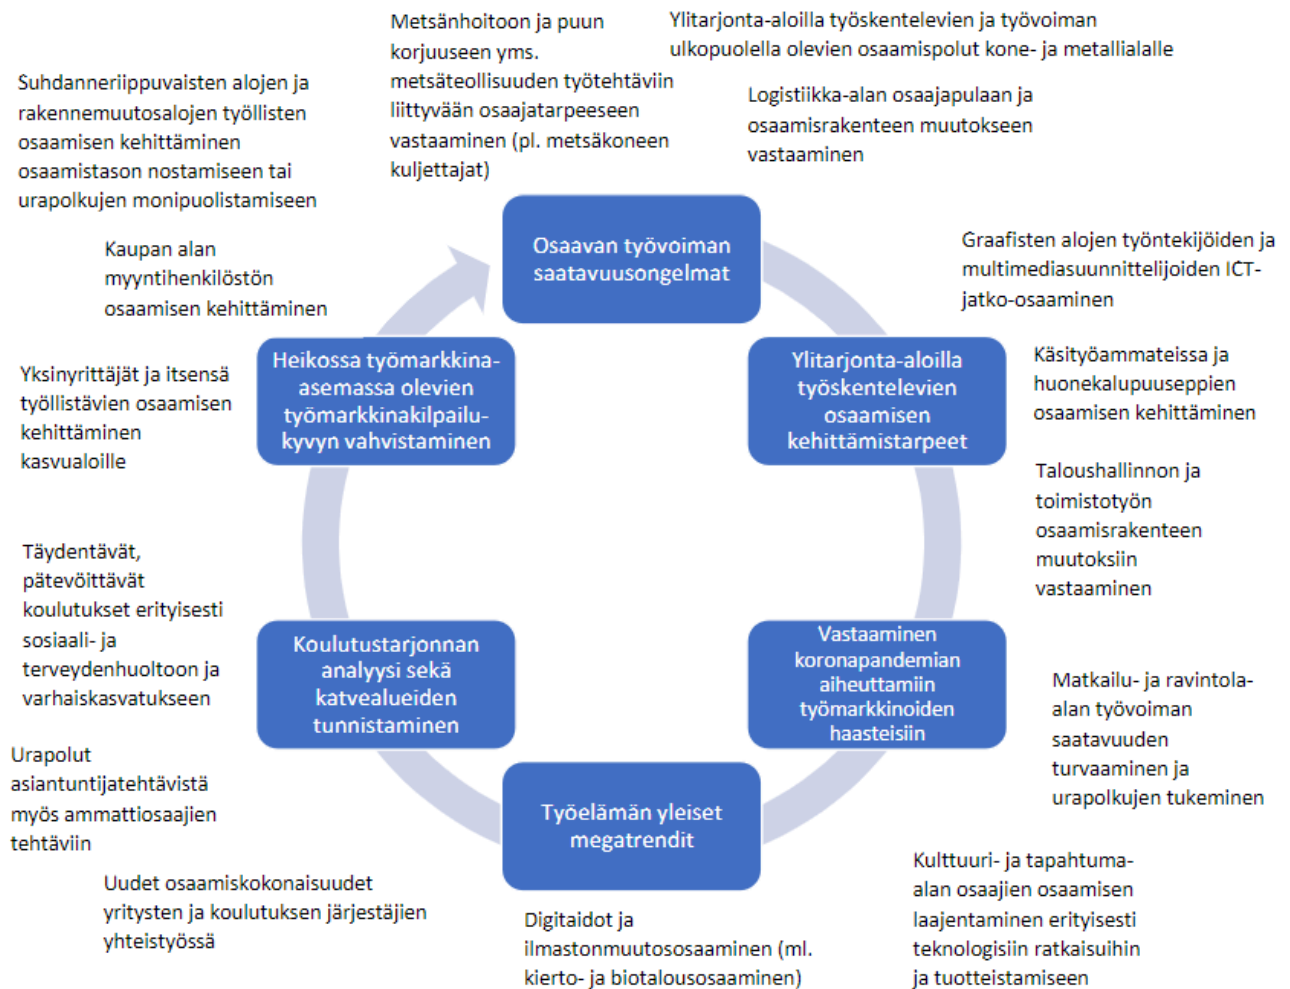 Metsänhoitoon ja puun
korjuuseen yms.
metsäteollisuuden työtehtäviin
liittyvään osaajatarpeeseen
vastaaminen (pl. metsäkoneen
kuljettajat)
Ylitarjonta-aloilla työskentelevien ja työvoiman
ulkopuolella olevien osaamispolut kone- ja metallialalle
Logistiikka-alan osaajapulaan ja
osaamisrakenteen muutokseen
vastaaminen
Suhdanneriippuvaisten alojen ja
rakennemuutosalojen työllisten
osaamisen kehittäminen
osaamistason nostamiseen tai
urapolkujen monipuolistamiseen
Kaupan alan
myyntihenkilöstön
osaamisen kehittäminen
Osaavan työvoiman
saatavuusongelmat
Graafisten alojen työntekijöiden ja
multimediasuunnittelijoiden ICT-
jatko-osaaminen
Heikossa työmarkkina-
asemassa olevien
työmarkkinakilpailu-
kyvyn vahvistaminen
Ylitarjonta-aloilla
työskentelevien
osaamisen
kehittämistarpeet
Käsityöammateissa ja
huonekalupuuseppien
osaamisen kehittäminen
Yksinyrittäjät ja itsensä
työllistävien osaamisen
kehittäminen
kasvualoille
Taloushallinnon ja
toimistotyön
osaamisrakenteen
muutoksiin
vastaaminen
Täydentävät,
pätevöittävät
koulutukset erityisesti
sosiaali- ja
terveydenhuoltoon ja
varhaiskasvatukseen
Koulutustarjonnan
analyysi sekä
katvealueiden
tunnistaminen
Vastaaminen
koronapandemian
aiheuttamiin
työmarkkinoiden
haasteisiin
Matkailu- ja ravintola-
alan työvoiman
saatavuuden
turvaaminen ja
urapolkujen tukeminen
Urapolut
asiantuntijatehtävistä
myös ammattiosaajien
tehtäviin
Työelämän yleiset
megatrendit
Uudet osaamiskokonaisuudet
yritysten ja koulutuksen järjestäjien
yhteistyössä
Digitaidot ja
ilmastonmuutososaaminen (ml.
kierto- ja biotalousosaaminen)
Kulttuuri- ja tapahtuma-
alan osaajien osaamisen
laajentaminen erityisesti
teknologisiin ratkaisuihin
ja tuotteistamiseen